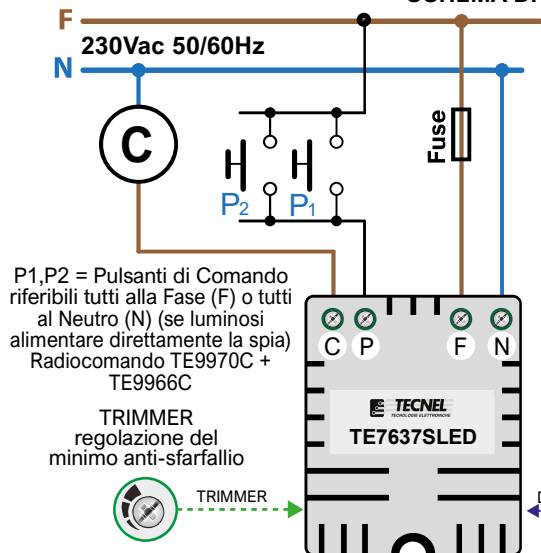 F
230Vac 50/60Hz
N
C
Fuse
P2 P1
P1,P2 = Pulsanti di Comando
riferibili tutti alla Fase (F) o tutti
al Neutro (N) (se luminosi
alimentare direttamente la spia)
Radiocomando TE9970C +
TE9966C
C P F N
TECNEL
TECNOLOGIE ELETTRONICHE
TE7637SLED
TRIMMER
regolazione del
minimo anti-sfarfallio
TRIMMER